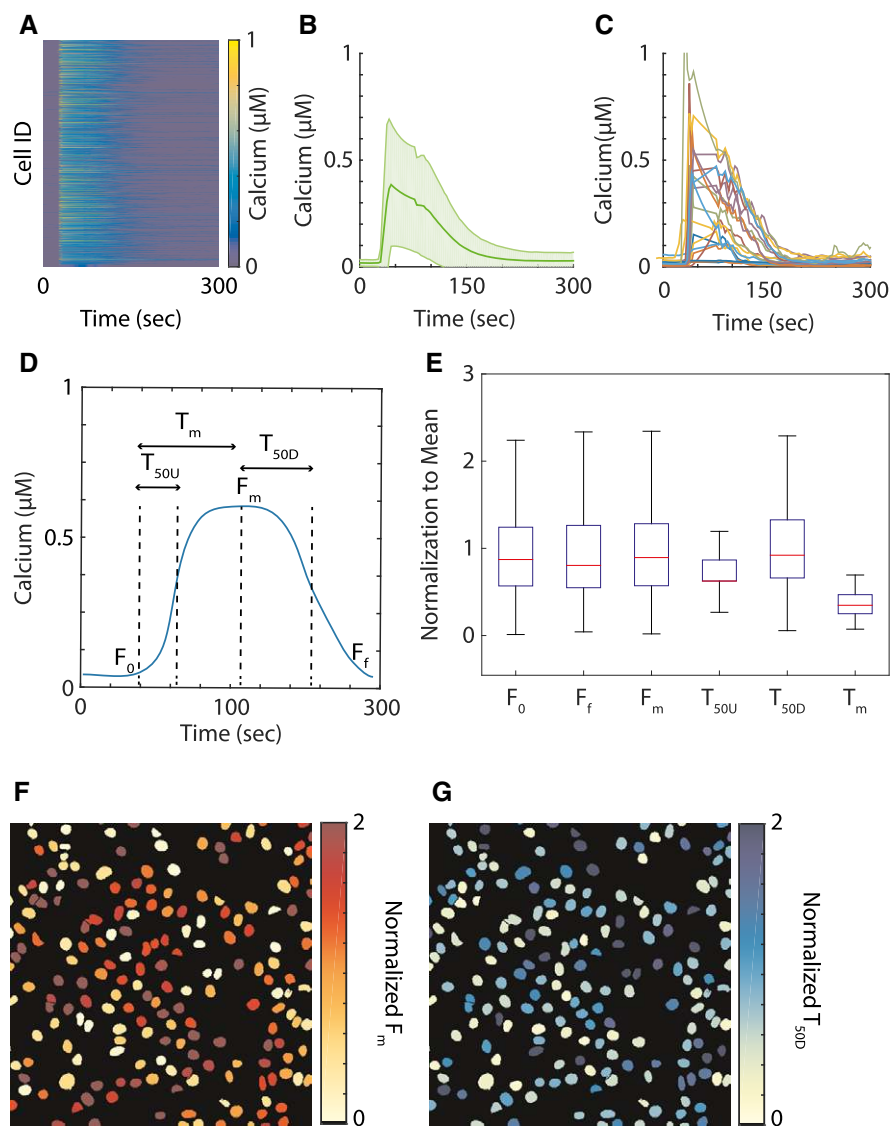 A
Cell ID
0
300
Time (sec)
1
0
Calcium (µM)
B
Calcium (µM)
1
0.5
0
0
150
300
Time (sec)
C
Calcium(µM)
1
0.5
0
0
150
300
Time (sec)
D
Calcium (µM)
1
0.5
0
T_m
T_50U
T_50D
F_m
F_0
F_f
0
100
300
Time (sec)
E
Normalization to Mean
3
2
1
0
F_0
F_f
F_m
T_50U
T_50D
T_m
F
2
0
Normalized F_m
G
2
0
Normalized T_50D